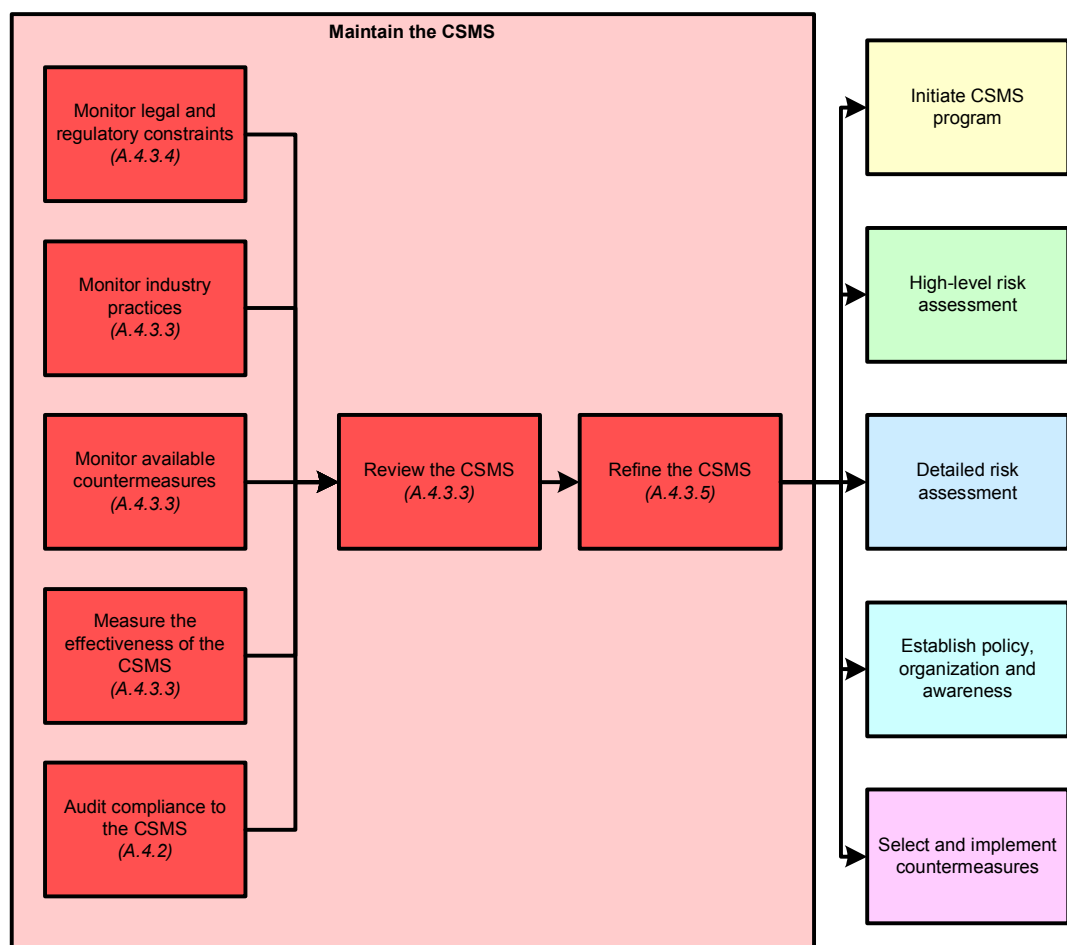 Maintain the CSMS
Monitor legal and
regulatory constraints
(A.4.3.4)
Monitor industry
practices
(A.4.3.3)
Monitor available
countermeasures
(A.4.3.3)
Measure the
effectiveness of the
CSMS
(A.4.3.3)
Audit compliance to
the CSMS
(A.4.2)
Review the CSMS
(A.4.3.3)
Refine the CSMS
(A.4.3.5)
Initiate CSMS
program
High-level risk
assessment
Detailed risk
assessment
Establish policy,
organization and
awareness
Select and implement
countermeasures